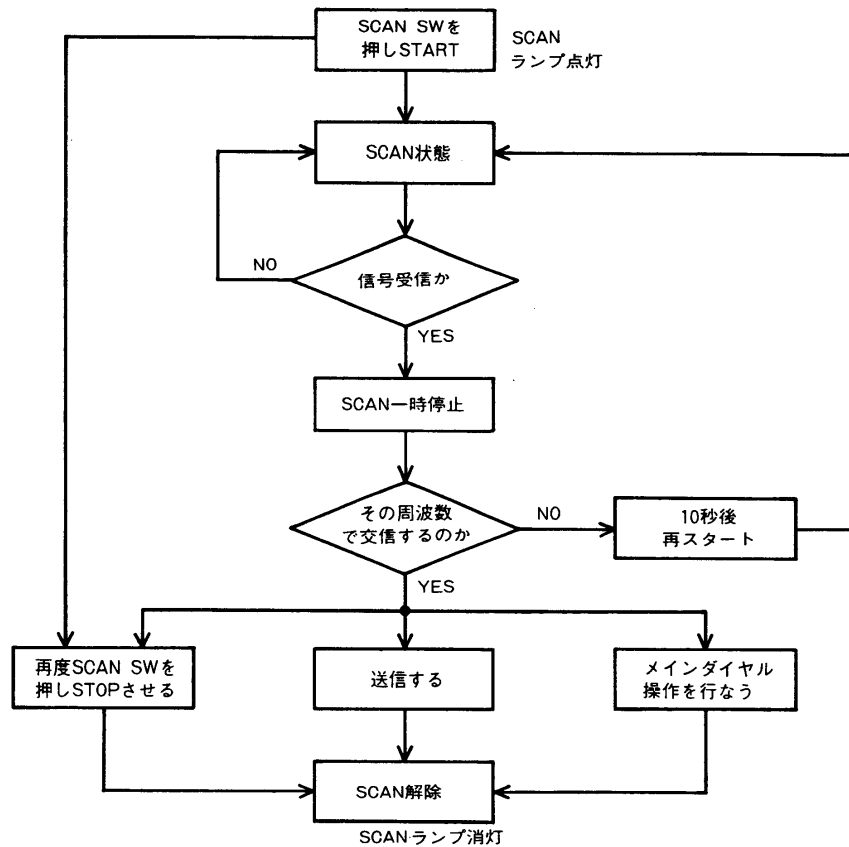 SCAN SWを
押しSTART
SCAN
ランプ点灯
SCAN状態
NO
信号受信か
YES
SCAN一時停止
その周波数
で交信するのか
NO
10秒後
再スタート
YES
再度SCAN SWを
押しSTOPさせる
送信する
メインダイヤル
操作を行なう
SCAN解除
SCANランプ消灯